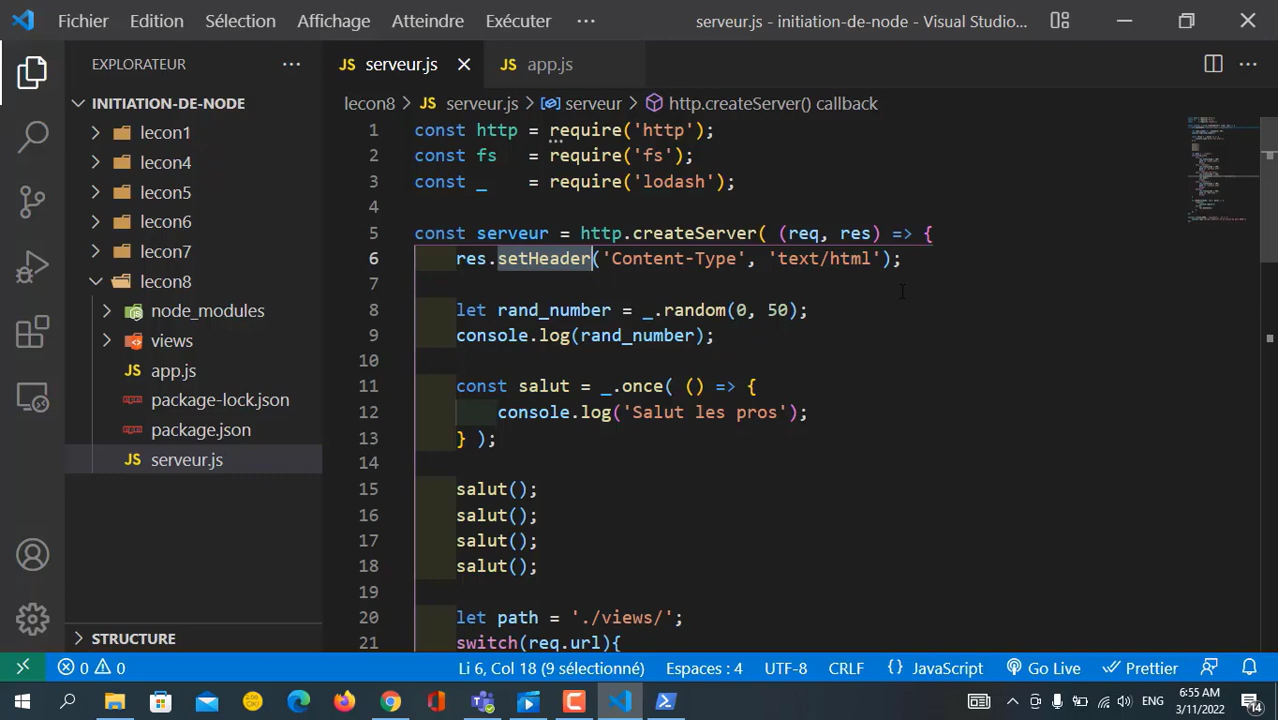 Fichier Edition Sélection Affichage Atteindre Exécuter ··· serveur.js - initiation-de-node - Visual Studio...
EXPLORATEUR ···
INITIATION-DE-NODE
lecon1
lecon4
lecon5
lecon6
lecon7
lecon8
node_modules
views
app.js
package-lock.json
package.json
JS serveur.js
STRUCTURE
JS serveur.js JS app.js
lecon8 > JS serveur.js > serveur > http.createServer() callback
1 const http = require('http');
2 const fs = require('fs');
3 const _ = require('lodash');
4
5 const serveur = http.createServer( (req, res) => {
6 res.setHeader('Content-Type', 'text/html');
7
8 let rand_number = _.random(0, 50);
9 console.log(rand_number);
10
11 const salut = _.once( () => {
12 console.log('Salut les pros');
13 } );
14
15 salut();
16 salut();
17 salut();
18 salut();
19
20 let path = './views/';
21 switch(req.url){
0 0 Li 6, Col 18 (9 sélectionné) Espaces : 4 UTF-8 CRLF JavaScript Go Live Prettier
ENG 6:55 AM
3/11/2022
14